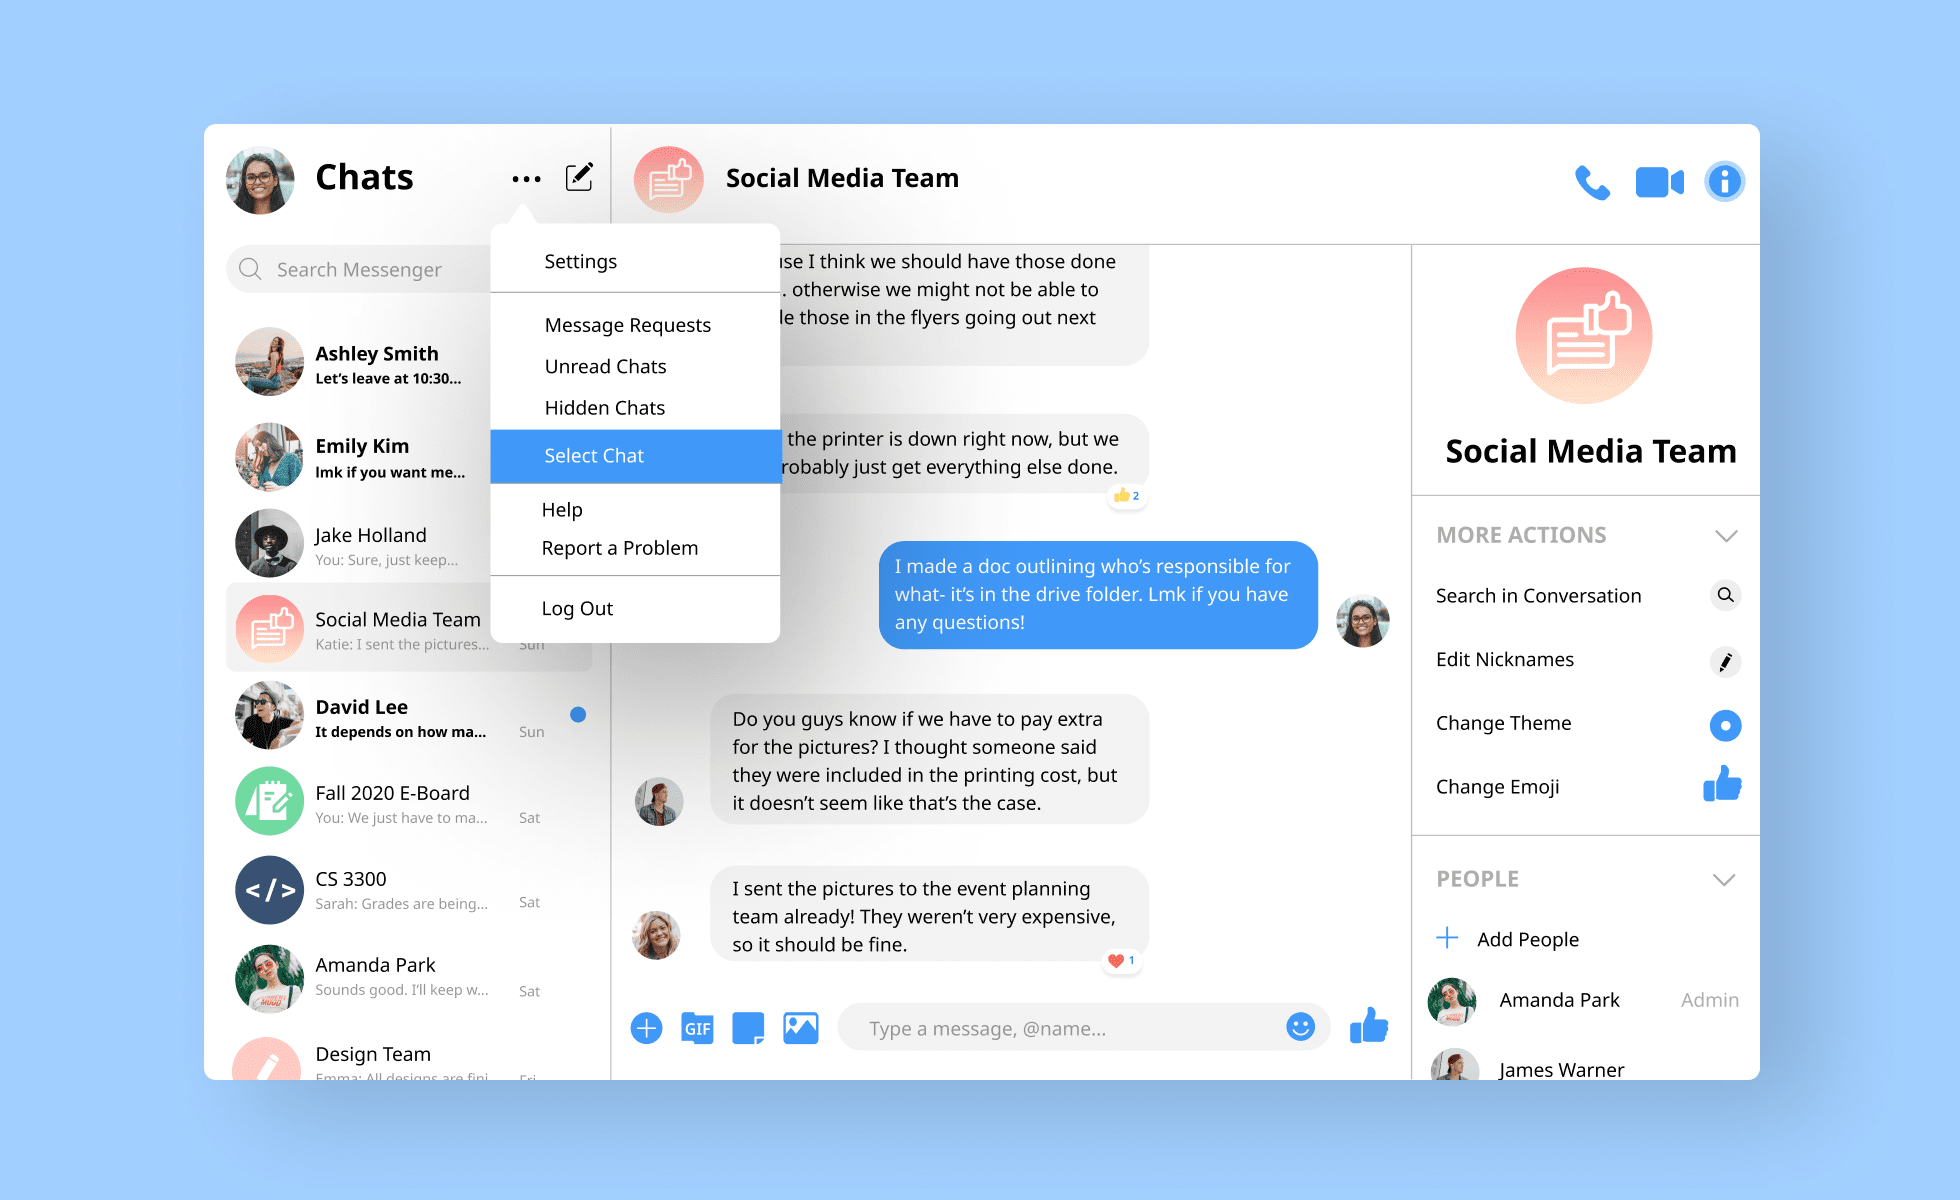 Chats
Social Media Team
Search Messenger
Settings
Message Requests
Unread Chats
Hidden Chats
Select Chat
Help
Report a Problem
Log Out
Ashley Smith
Let's leave at 10:30...
Emily Kim
lmk if you want me...
Jake Holland
You: Sure, just keep...
Social Media Team
Katie: I sent the pictures...
Sun
David Lee
It depends on how ma...
Sun
Fall 2020 E-Board
You: We just have to ma...
Sat
CS 3300
Sarah: Grades are being...
Sat
</>
Amanda Park
Sounds good. I'll keep w...
Sat
Design Team
Emma: All designs are fini
Fri
I think we should have those done
. otherwise we might not be able to
those in the flyers going out next
the printer is down right now, but we
just get everything else done.
2
I made a doc outlining who's responsible for
what- it's in the drive folder. Lmk if you have
any questions!
Do you guys know if we have to pay extra
for the pictures? I thought someone said
they were included in the printing cost, but
it doesn't seem like that's the case.
I sent the pictures to the event planning
team already! They weren't very expensive,
so it should be fine.
1
GIF
Type a message, @name...
Social Media Team
MORE ACTIONS
Search in Conversation
Edit Nicknames
Change Theme
Change Emoji
PEOPLE
Add People
Amanda Park
Admin
James Warner